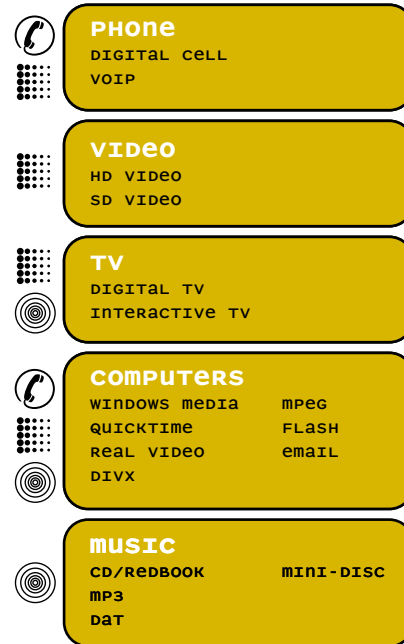 PHone
DIGITaL CeLL
VOIP
VIDeO
HD VIDeO
SD VIDeO
TV
DIGITaL TV
InTeRaCTIVe TV
COmPUTeRS
WInDOWS meDIa mPeG
QUICKTIme FLaSH
ReaL VIDeO emaIL
DIVX
mUSIC
CD/ReDBOOK mInI-DISC
mP3
DaT